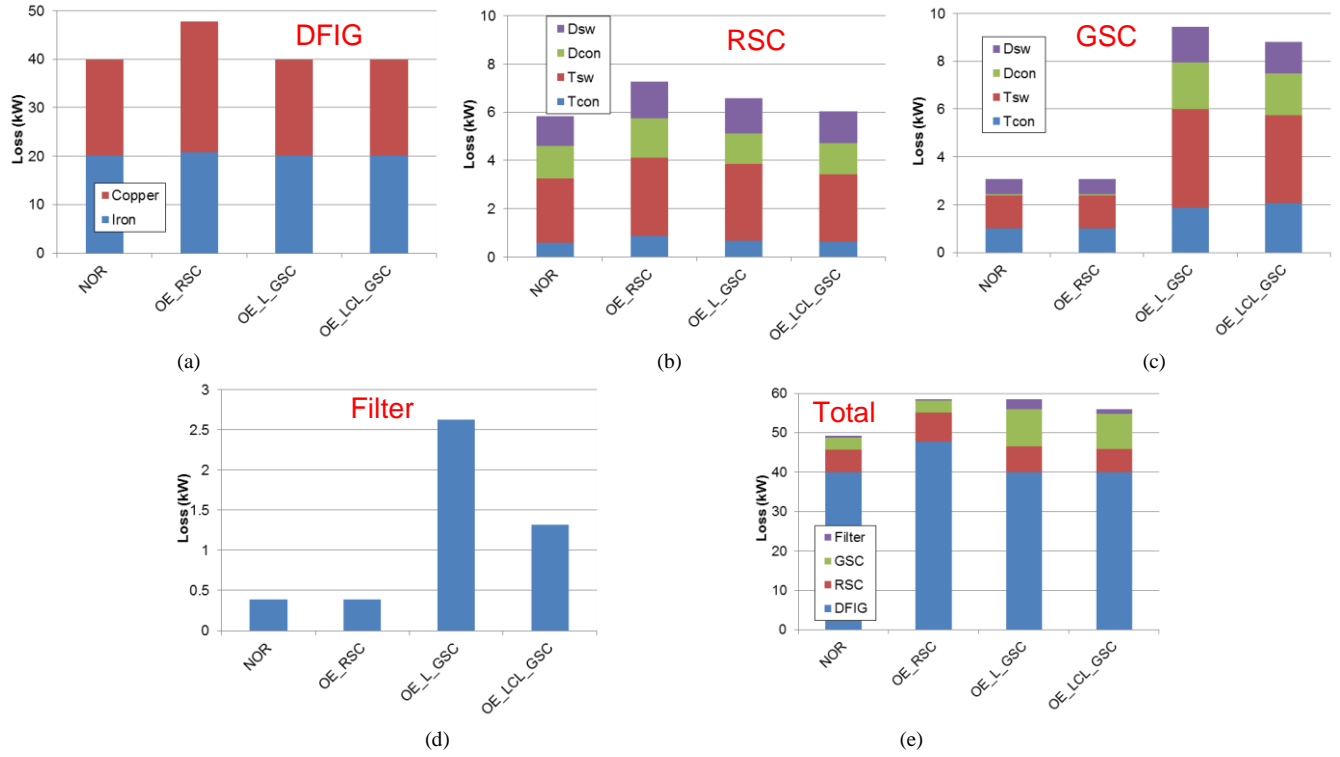 DFIG
50
40
30
20
10
0
Loss (kW)
Copper
Iron
NOR
OE_RSC
OE_L_GSC
OE_LCL_GSC
(a)
RSC
10
8
6
4
2
0
Loss (kW)
Dsw
Dcon
Tsw
Tcon
NOR
OE_RSC
OE_L_GSC
OE_LCL_GSC
(b)
GSC
10
8
6
4
2
0
Loss (kW)
Dsw
Dcon
Tsw
Tcon
NOR
OE_RSC
OE_L_GSC
OE_LCL_GSC
(c)
Filter
3
2.5
2
1.5
1
0.5
0
Loss (kW)
NOR
OE_RSC
OE_L_GSC
OE_LCL_GSC
(d)
Total
60
50
40
30
20
10
0
Loss (kW)
Filter
GSC
RSC
DFIG
NOR
OE_RSC
OE_L_GSC
OE_LCL_GSC
(e)